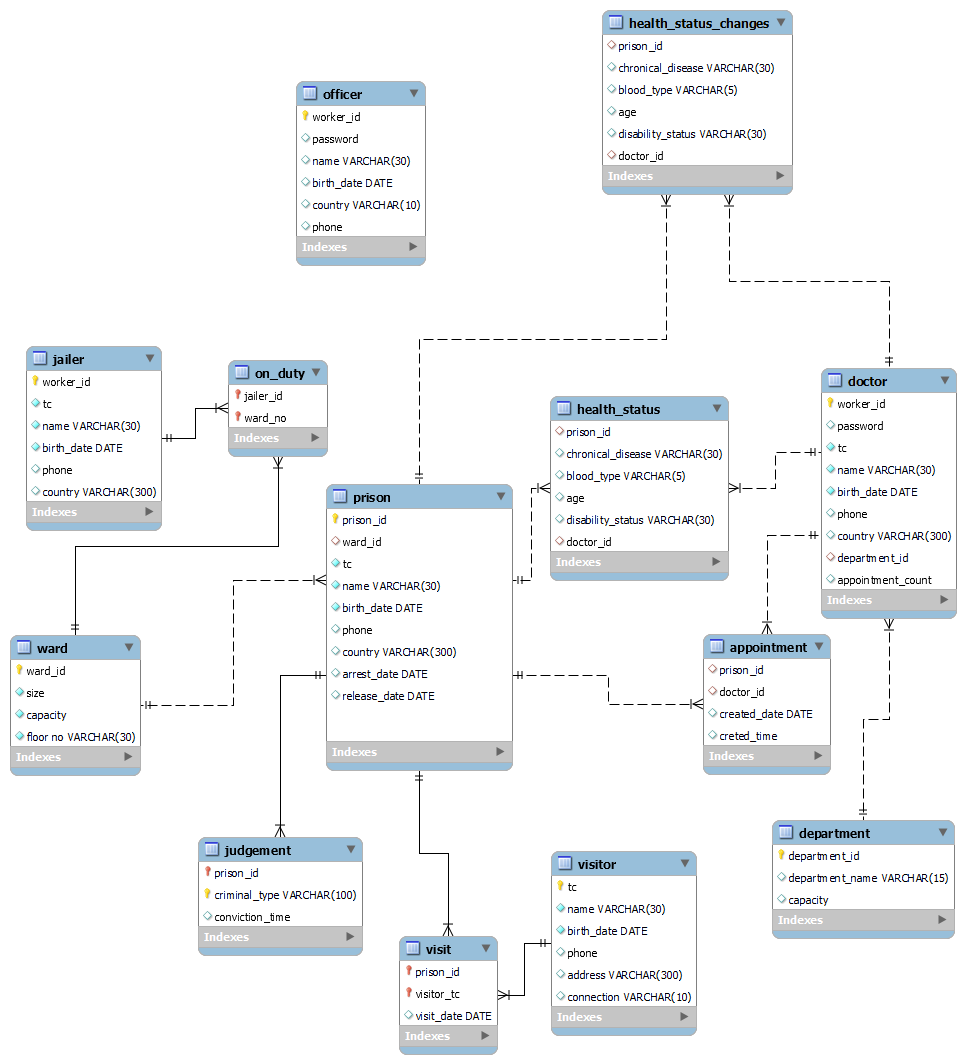 health_status_changes
prison_id
chronical_disease VARCHAR(30)
blood_type VARCHAR(5)
age
disability_status VARCHAR(30)
doctor_id
Indexes
officer
worker_id
password
name VARCHAR(30)
birth_date DATE
country VARCHAR(10)
phone
Indexes
jailer
worker_id
tc
name VARCHAR(30)
birth_date DATE
phone
country VARCHAR(300)
Indexes
on_duty
jailer_id
ward_no
Indexes
health_status
prison_id
chronical_disease VARCHAR(30)
blood_type VARCHAR(5)
age
disability_status VARCHAR(30)
doctor_id
Indexes
doctor
worker_id
password
tc
name VARCHAR(30)
birth_date DATE
phone
country VARCHAR(300)
department_id
appointment_count
Indexes
prison
prison_id
ward_id
tc
name VARCHAR(30)
birth_date DATE
phone
country VARCHAR(300)
arrest_date DATE
release_date DATE
Indexes
ward
ward_id
size
capacity
floor no VARCHAR(30)
Indexes
appointment
prison_id
doctor_id
created_date DATE
creted_time
Indexes
judgement
prison_id
criminal_type VARCHAR(100)
conviction_time
Indexes
department
department_id
department_name VARCHAR(15)
capacity
Indexes
visitor
tc
name VARCHAR(30)
birth_date DATE
phone
address VARCHAR(300)
connection VARCHAR(10)
Indexes
visit
prison_id
visitor_tc
visit_date DATE
Indexes